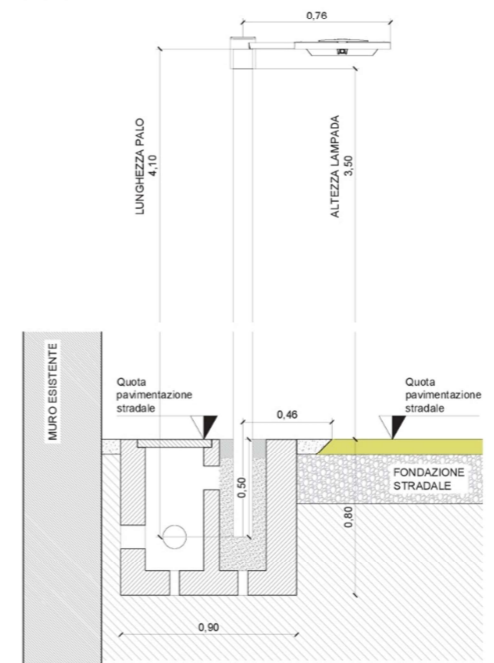 0,76
LUNGHEZZA PALO
4,10
ALTEZZA LAMPADA
3,50
MURO ESISTENTE
Quota
pavimentazione
stradale
Quota
pavimentazione
stradale
0,46
FONDAZIONE
STRADALE
0,50
0,80
0,90